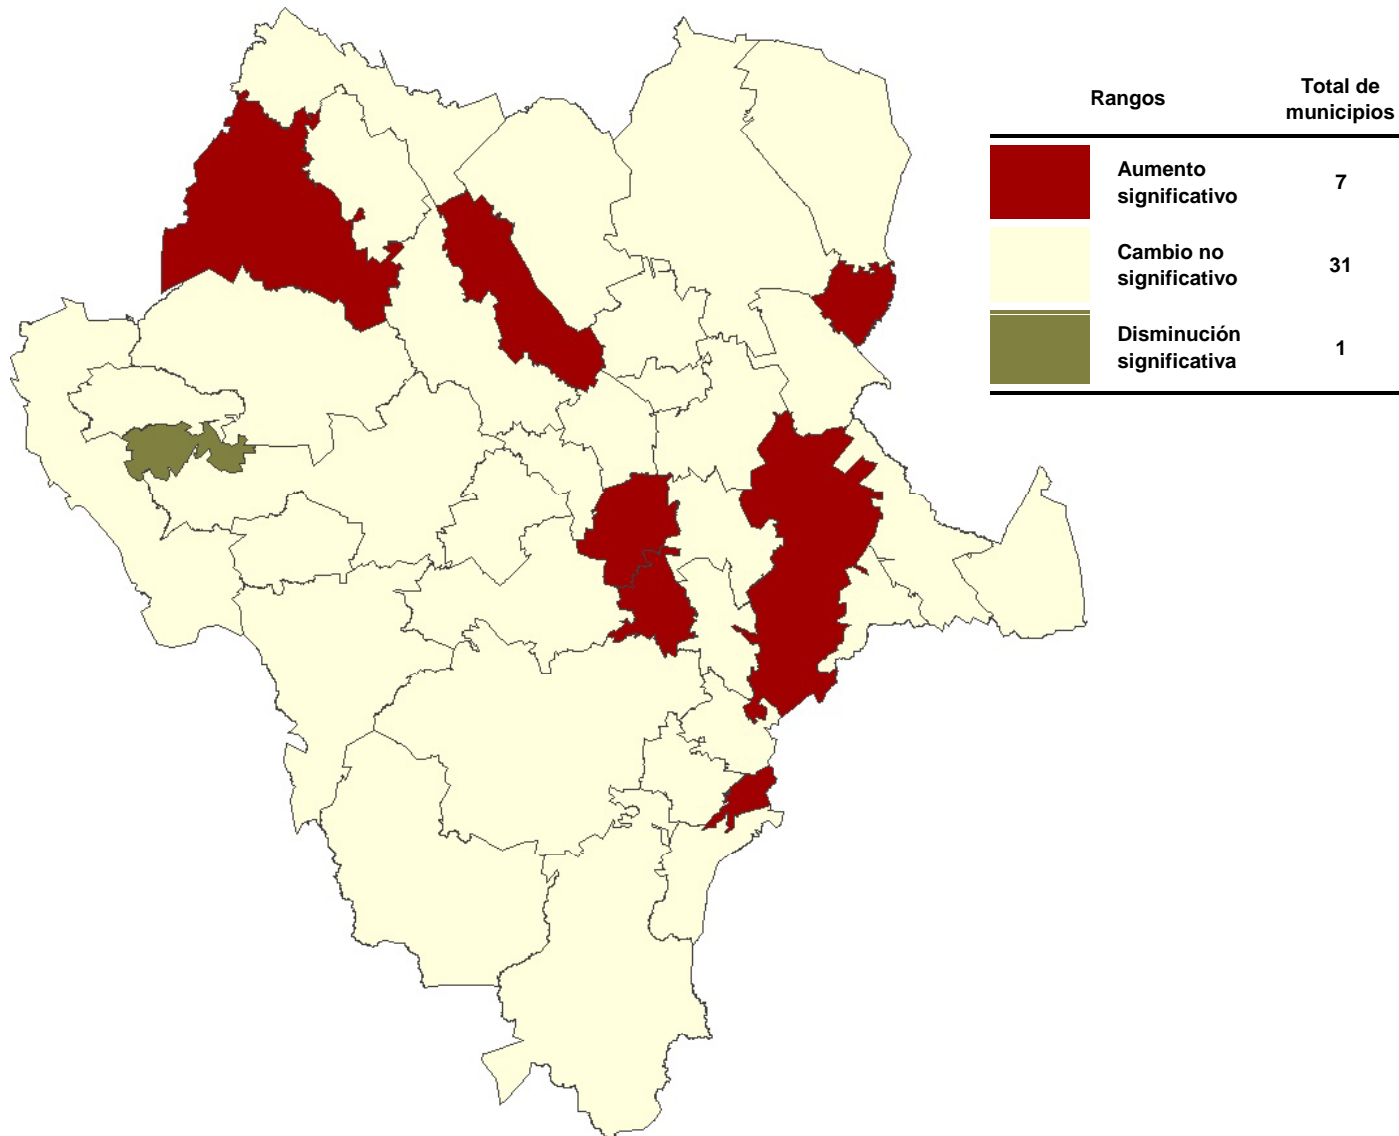 Rangos
Total de
municipios
Aumento
significativo
7
Cambio no
significativo
31
Disminución
significativa
1